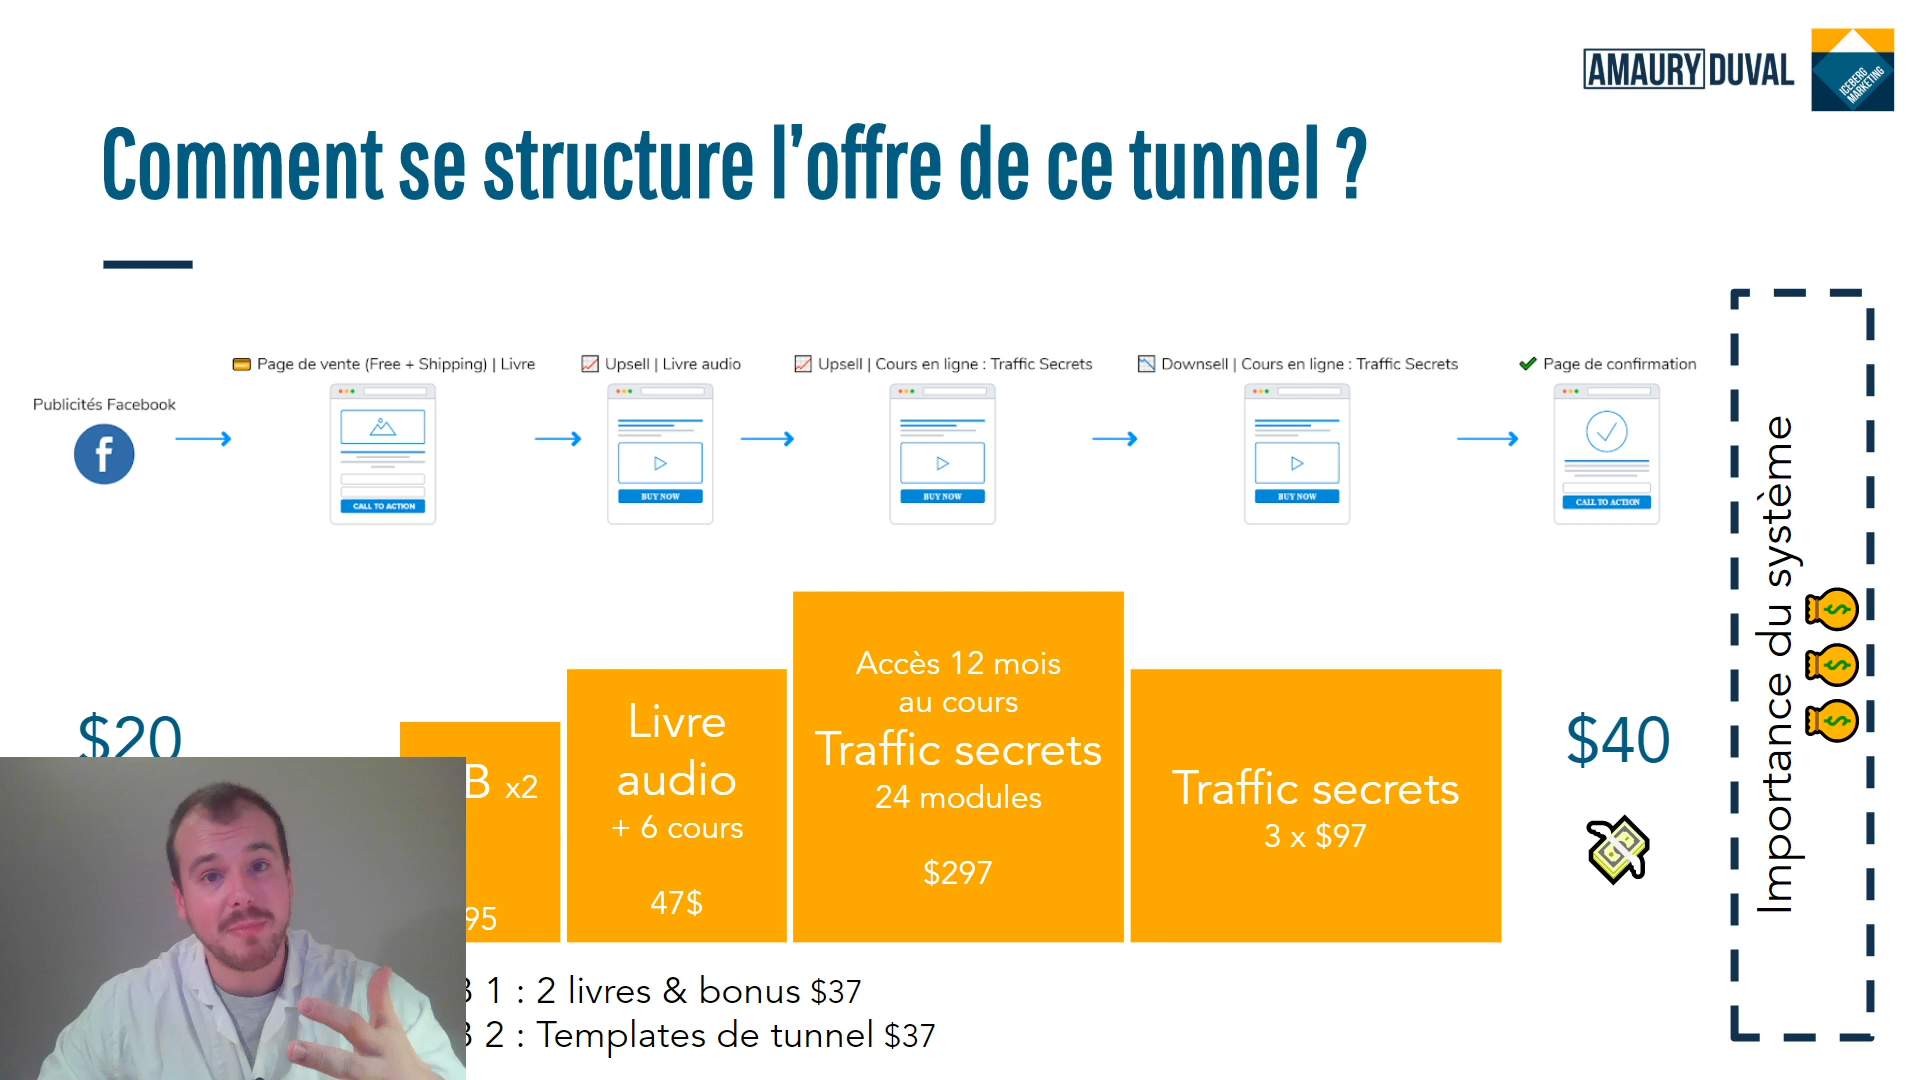 AMAURY DUVAL
ICEBERG
MARKETING
Comment se structure l'offre de ce tunnel ?
Publicités Facebook
Page de vente (Free + Shipping) | Livre
Upsell | Livre audio
Upsell | Cours en ligne : Traffic Secrets
Downsell | Cours en ligne : Traffic Secrets
Page de confirmation
CALL TO ACTION
BUY NOW
BUY NOW
BUY NOW
CALL TO ACTION
$20
B x2
95
Livre
audio
+ 6 cours
47$
Accès 12 mois
au cours
Traffic secrets
24 modules
$297
Traffic secrets
3 x $97
$40
Importance du système
1 : 2 livres & bonus $37
2 : Templates de tunnel $37